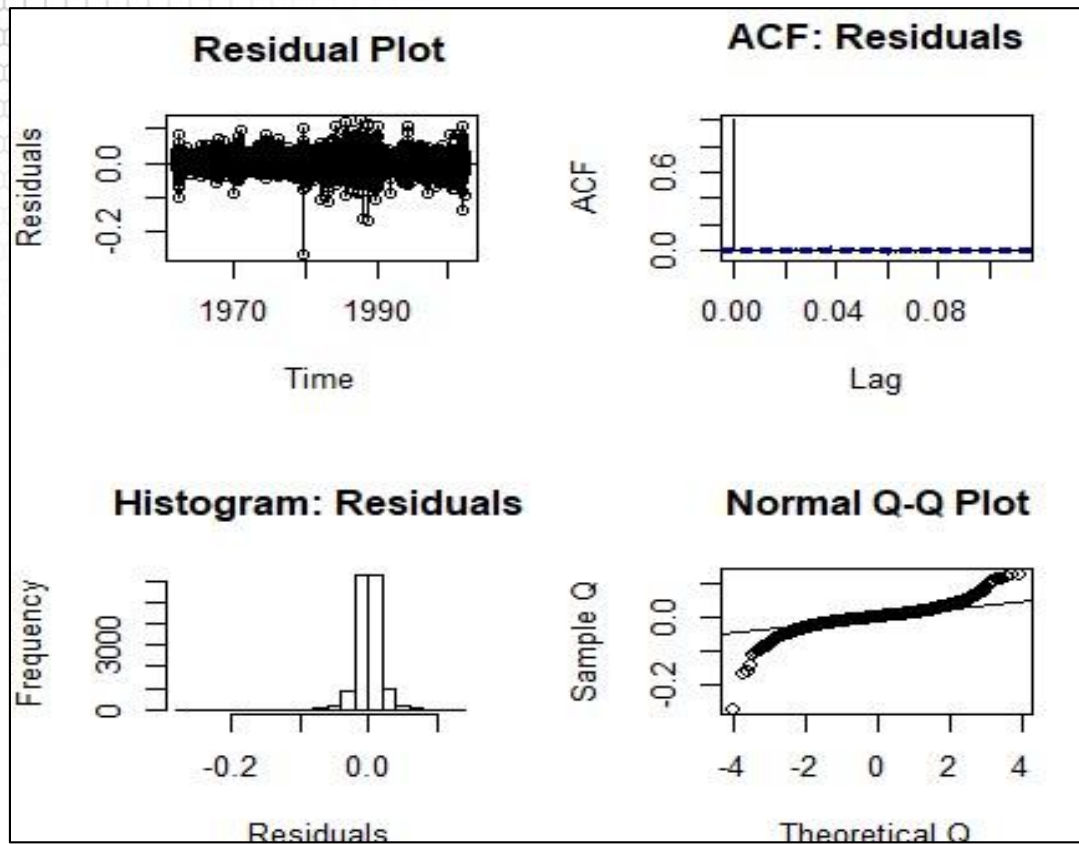 Residual Plot
Residuals
0.0
-0.2
1970 1990
Time
ACF: Residuals
ACF
0.6
0.0
0.00 0.04 0.08
Lag
Histogram: Residuals
Frequency
3000
0
-0.2 0.0
Residuals
Normal Q-Q Plot
Sample Q
0.0
-0.2
-4 -2 0 2 4
Theoretical Q